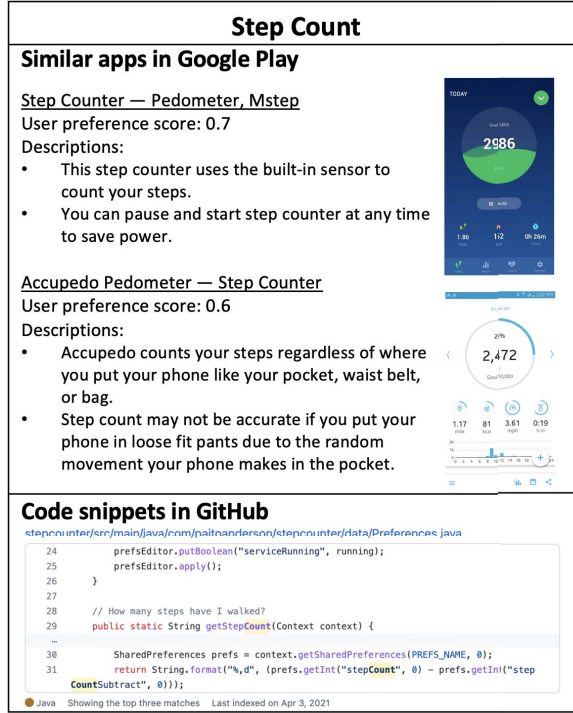 Step Count
Similar apps in Google Play
Step Counter — Pedometer, Mstep
User preference score: 0.7
Descriptions:
• This step counter uses the built-in sensor to
count your steps.
• You can pause and start step counter at any time
to save power.
TODAY
2986
1.86
0h 26m
Accupedo Pedometer — Step Counter
User preference score: 0.6
Descriptions:
• Accupedo counts your steps regardless of where
you put your phone like your pocket, waist belt,
or bag.
• Step count may not be accurate if you put your
phone in loose fit pants due to the random
movement your phone makes in the pocket.
2,472
Goal 10,000
1.17 81 3.61 0:19
mile kcal mph
Code snippets in GitHub
stepcounter/src/main/java/com/paitoanderson/stepcounter/data/Preferences.java
24 prefsEditor.putBoolean("serviceRunning", running);
25 prefsEditor.apply();
26 }
27
28 // How many steps have I walked?
29 public static String getStepCount(Context context) {
…
30 SharedPreferences prefs = context.getSharedPreferences(PREFS_NAME, 0);
31 return String.format("%,d", (prefs.getInt("stepCount", 0) – prefs.getInt("step
CountSubtract", 0)));
Java Showing the top three matches Last indexed on Apr 3, 2021